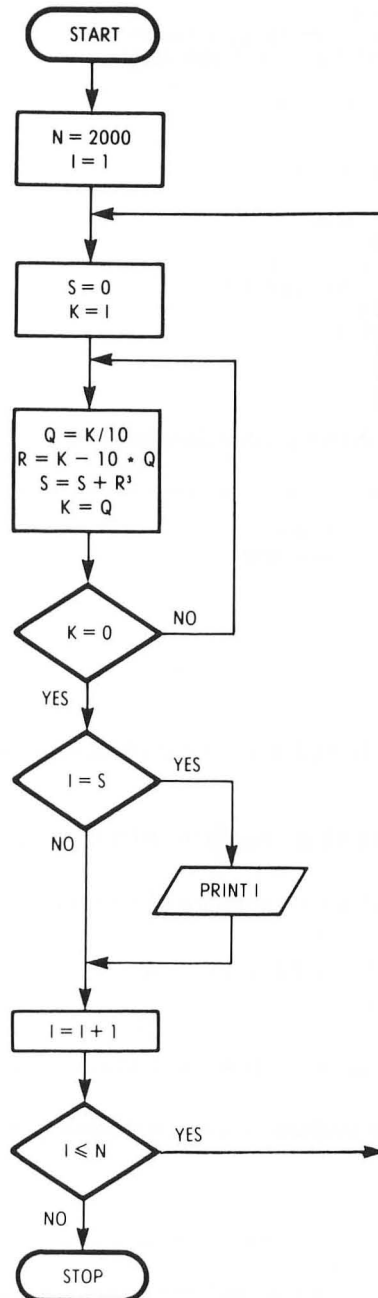 START
N = 2000
I = 1
S = 0
K = I
Q = K/10
R = K − 10 * Q
S = S + R³
K = Q
K = 0
NO
YES
I = S
YES
NO
PRINT I
I = I + 1
I ⩽ N
YES
NO
STOP